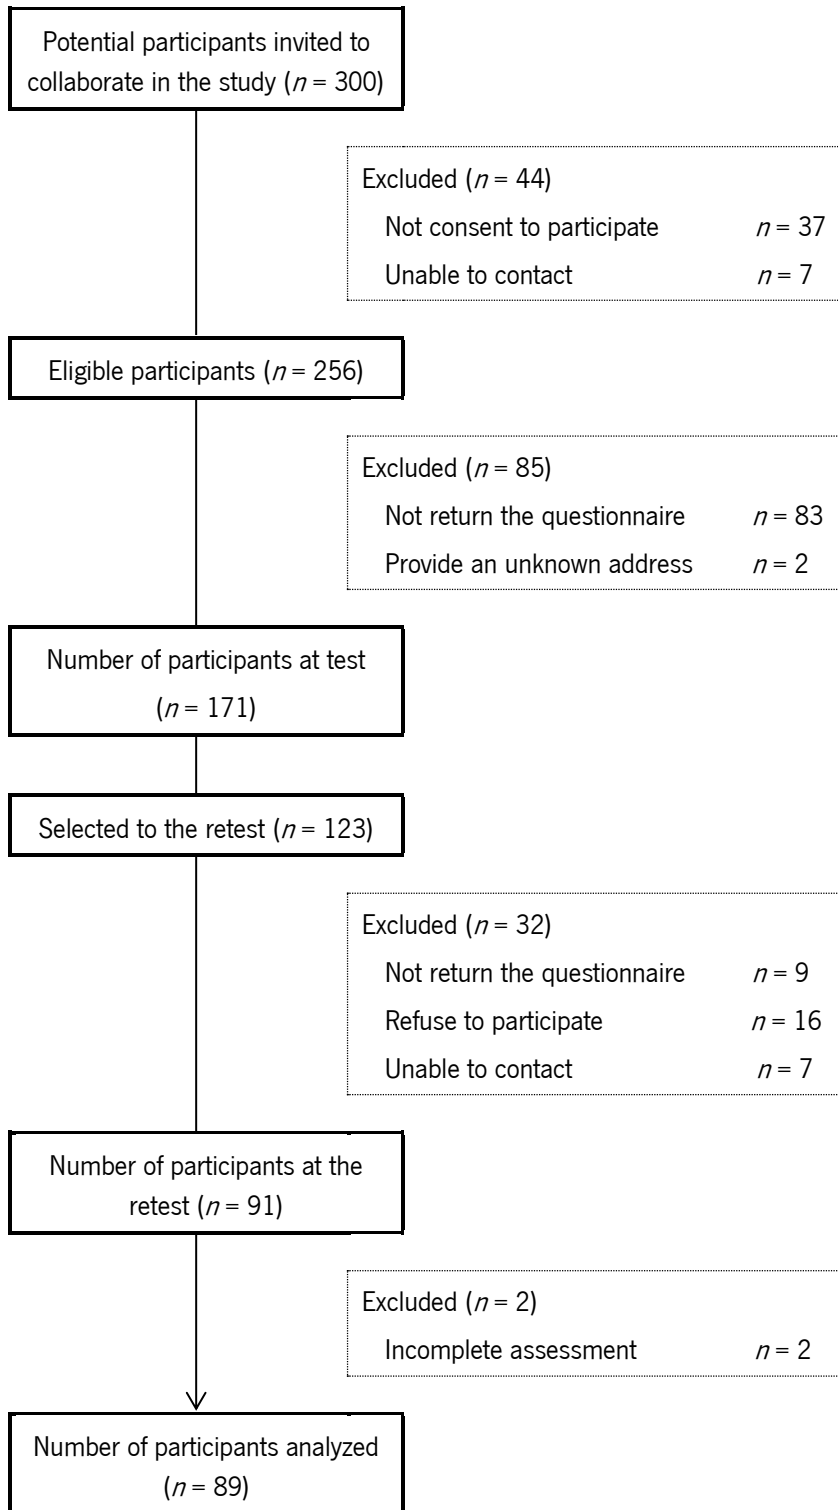 Potential participants invited to
collaborate in the study (n = 300)
Excluded (n = 44)
Not consent to participate n = 37
Unable to contact n = 7
Eligible participants (n = 256)
Excluded (n = 85)
Not return the questionnaire n = 83
Provide an unknown address n = 2
Number of participants at test
(n = 171)
Selected to the retest (n = 123)
Excluded (n = 32)
Not return the questionnaire n = 9
Refuse to participate n = 16
Unable to contact n = 7
Number of participants at the
retest (n = 91)
Excluded (n = 2)
Incomplete assessment n = 2
Number of participants analyzed
(n = 89)